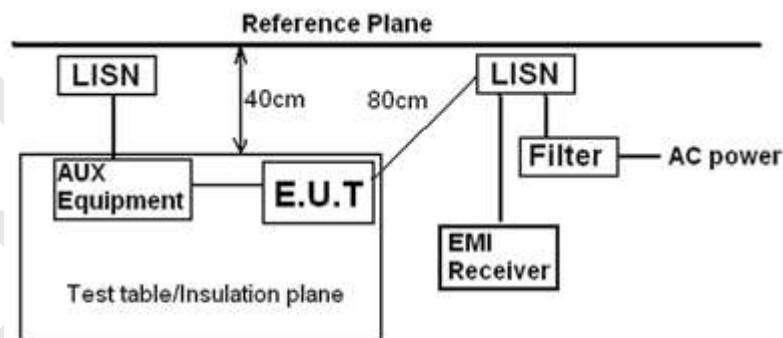 Reference Plane
LISN
40cm
80cm
LISN
AUX
Equipment
E.U.T
Filter
AC power
EMI
Receiver
Test table/Insulation plane